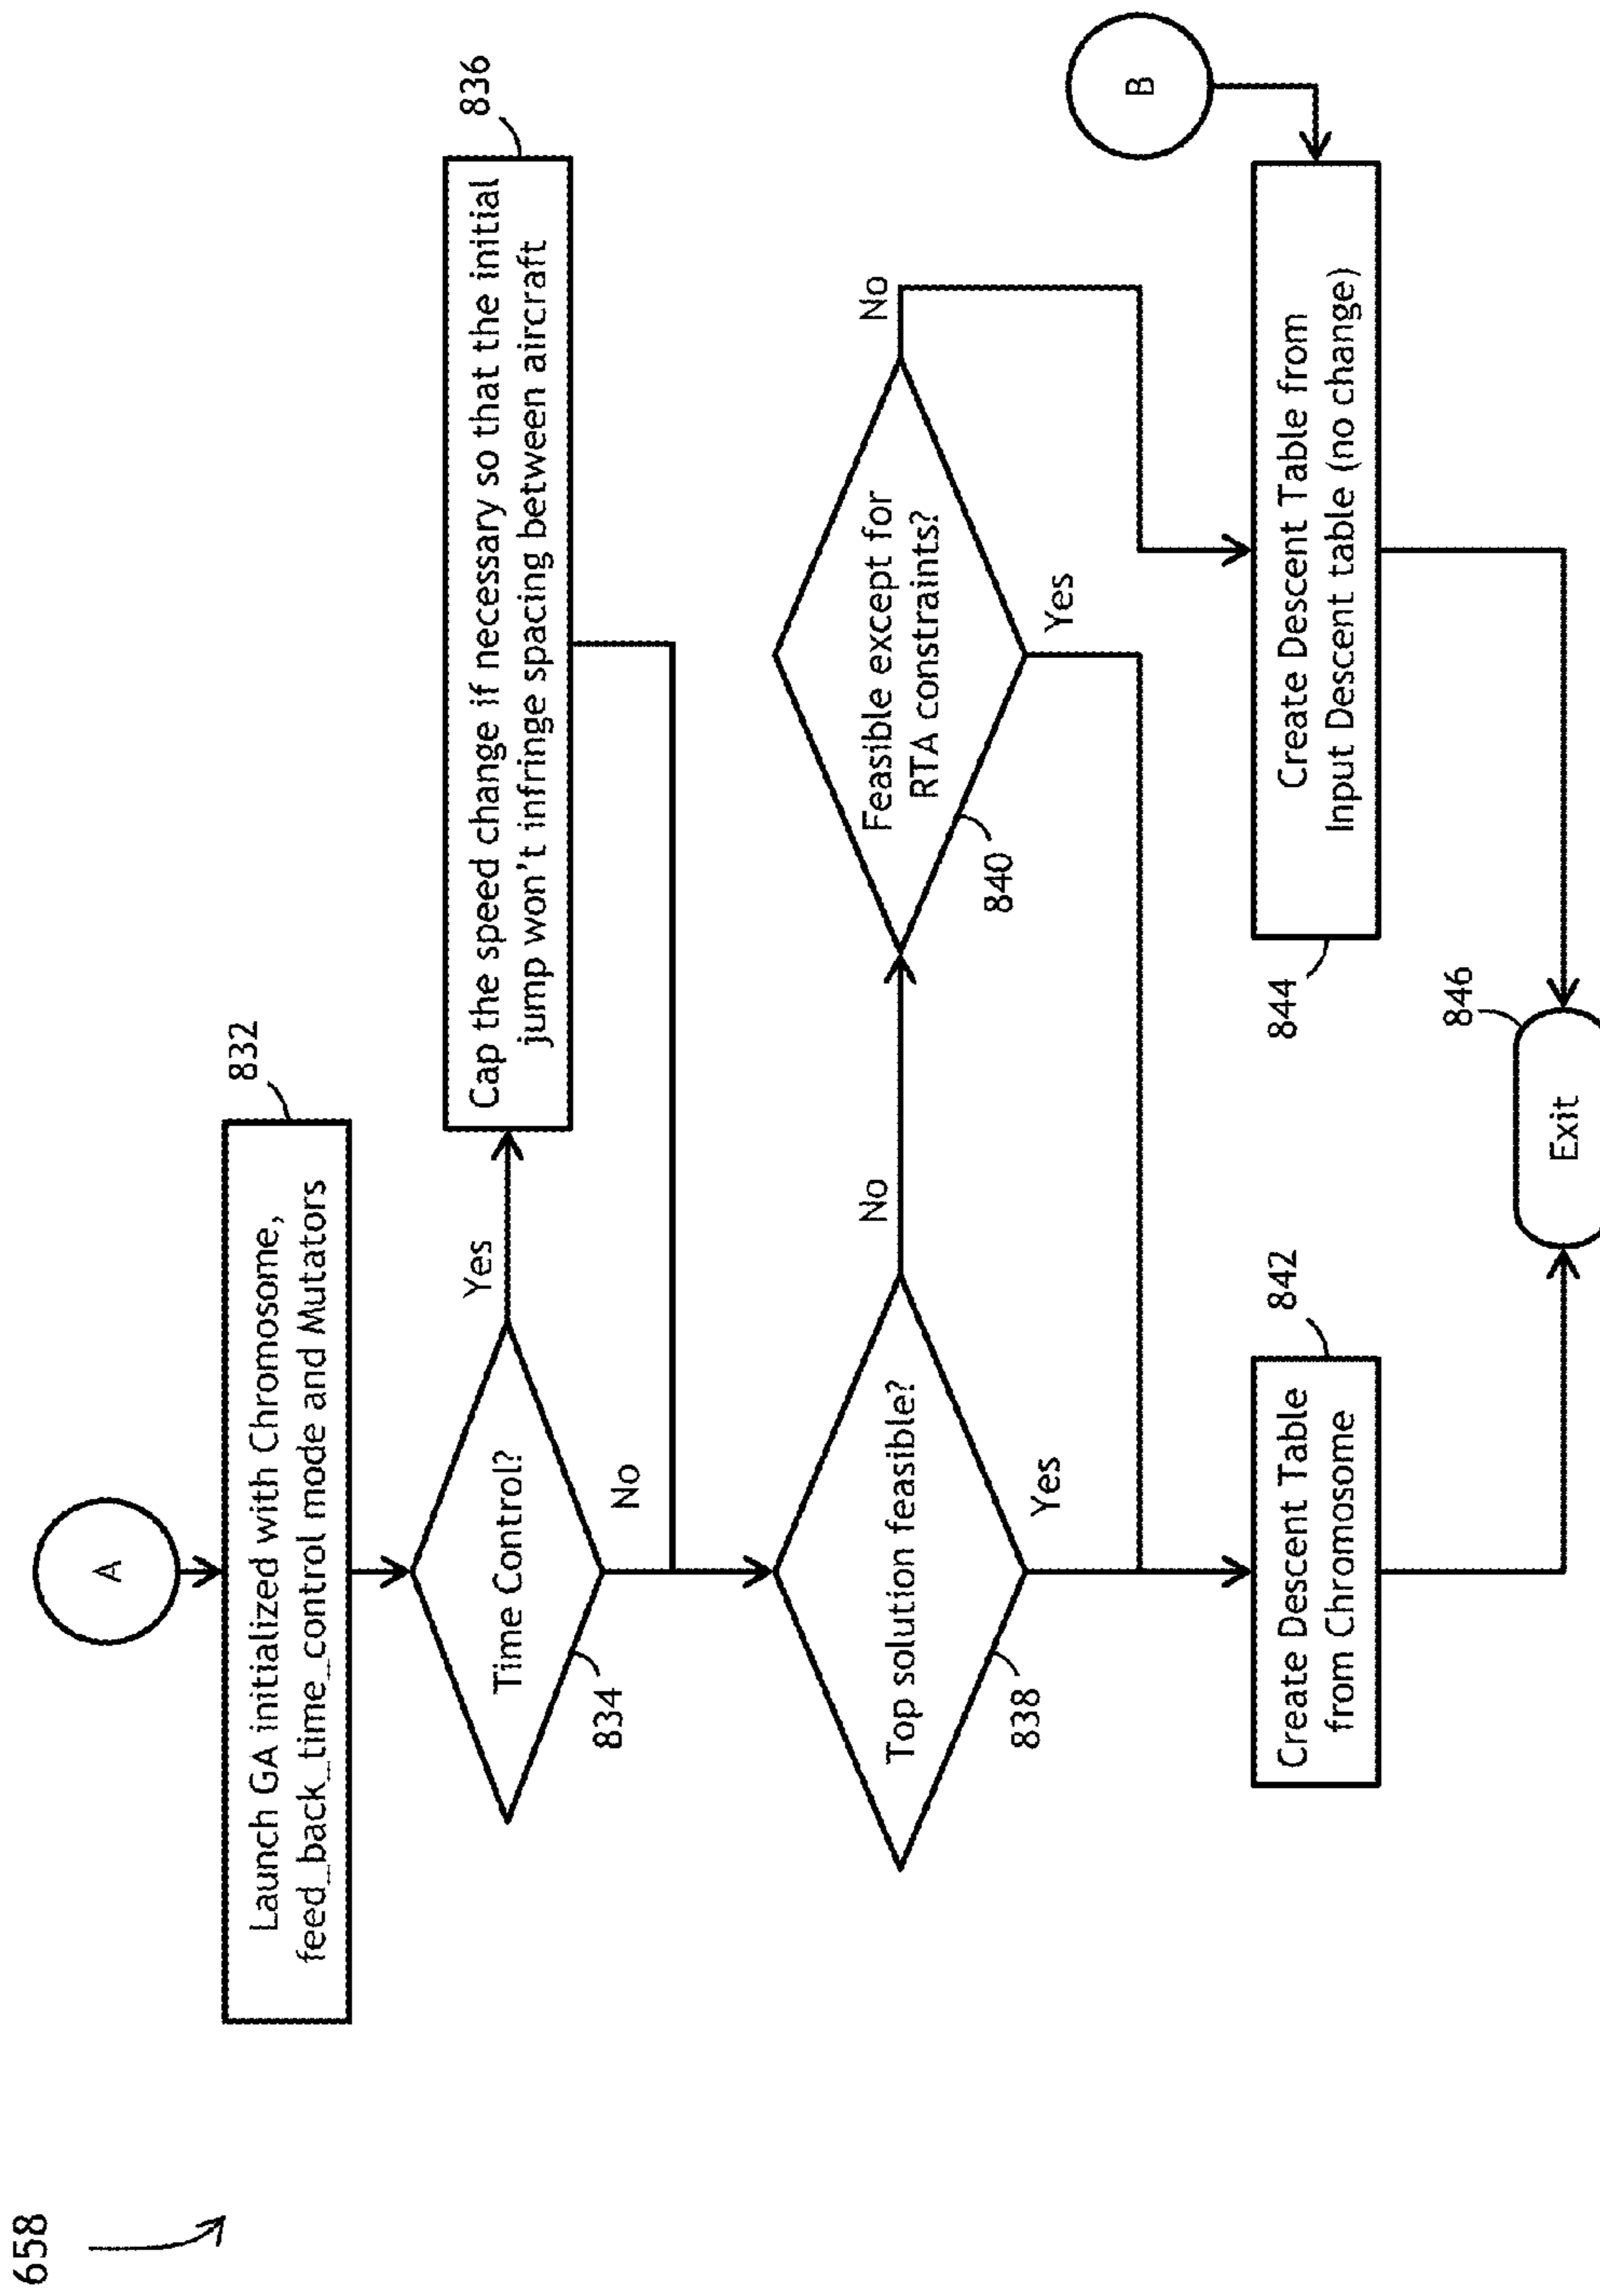 658
A
832
Launch GA initialized with Chromosome,
feed_back_time_control mode and Mutators
Time Control?
834
Yes
No
836
Cap the speed change if necessary so that the initial
jump won't infringe spacing between aircraft
Top solution feasible?
838
No
Yes
Feasible except for
RTA constraints?
840
No
Yes
B
842
Create Descent Table
from Chromosome
844
Create Descent Table from
Input Descent table (no change)
846
Exit